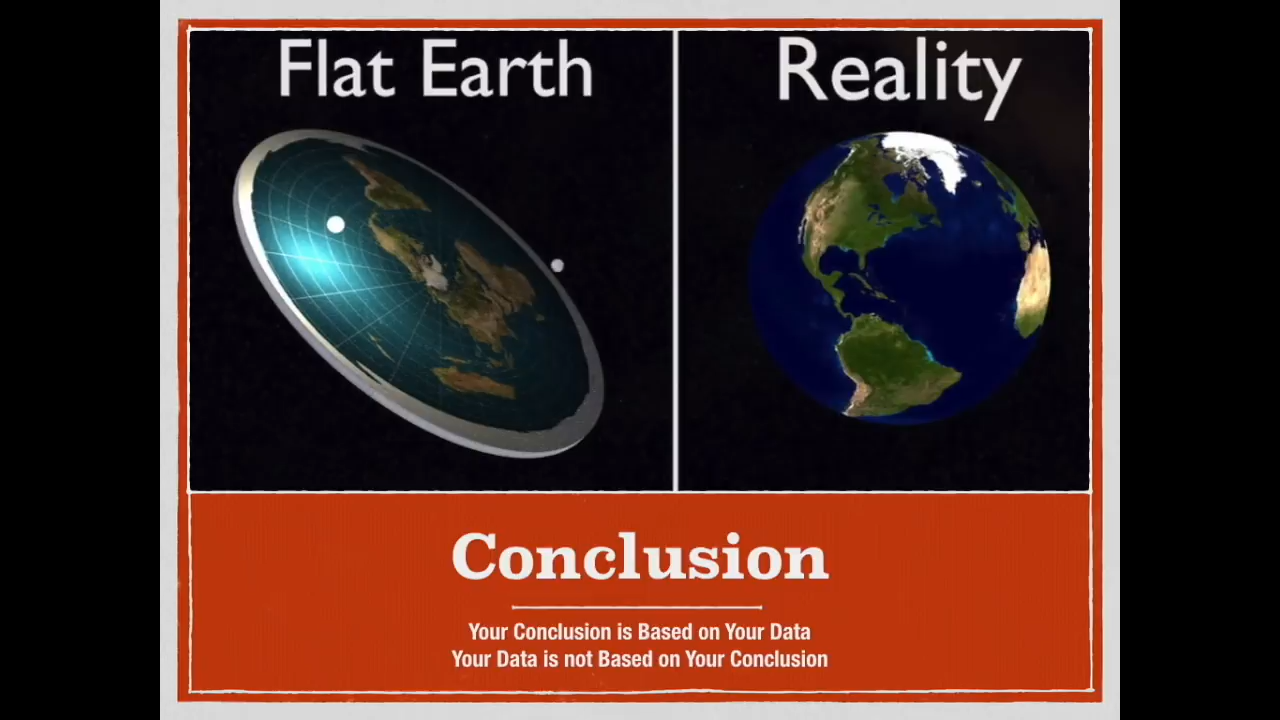 Flat Earth
Reality
Conclusion
Your Conclusion is Based on Your Data
Your Data is not Based on Your Conclusion